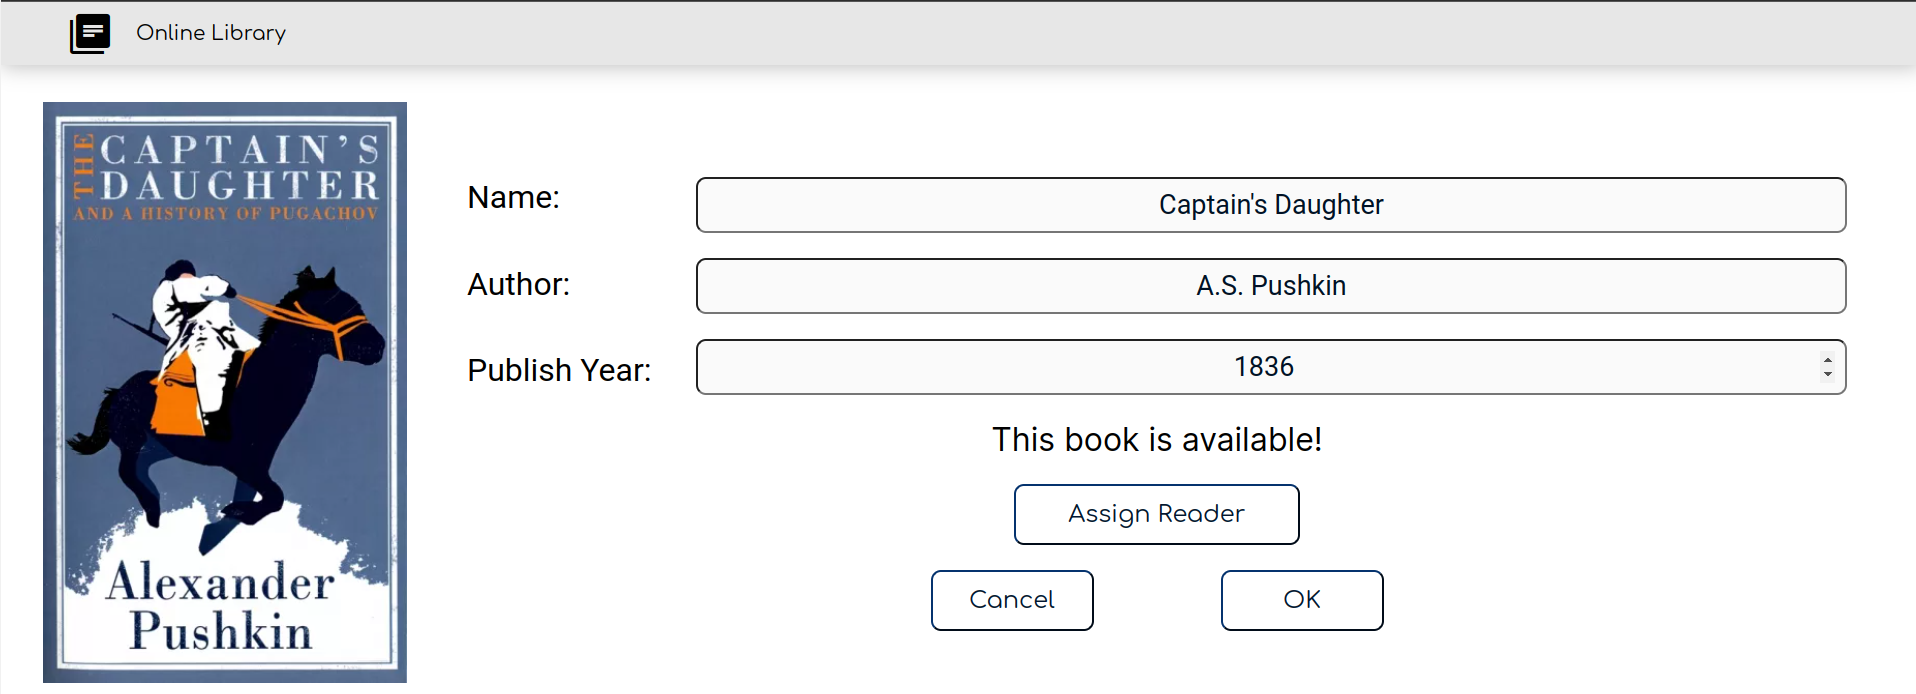 Online Library
THE
CAPTAIN'S
DAUGHTER
AND A HISTORY OF PUGACHOV
Alexander
Pushkin
Name:
Captain's Daughter
Author:
A.S. Pushkin
Publish Year:
1836
This book is available!
Assign Reader
Cancel
OK